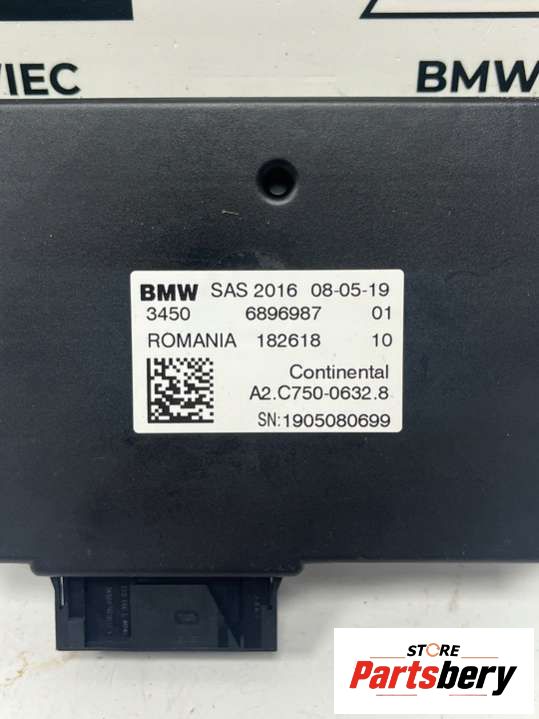 WIEC
BMW
BMW SAS 2016 08-05-19
3450 6896987 01
ROMANIA 182618 10
Continental
A2.C750-0632.8
SN:1905080699
STORE
Partsbery